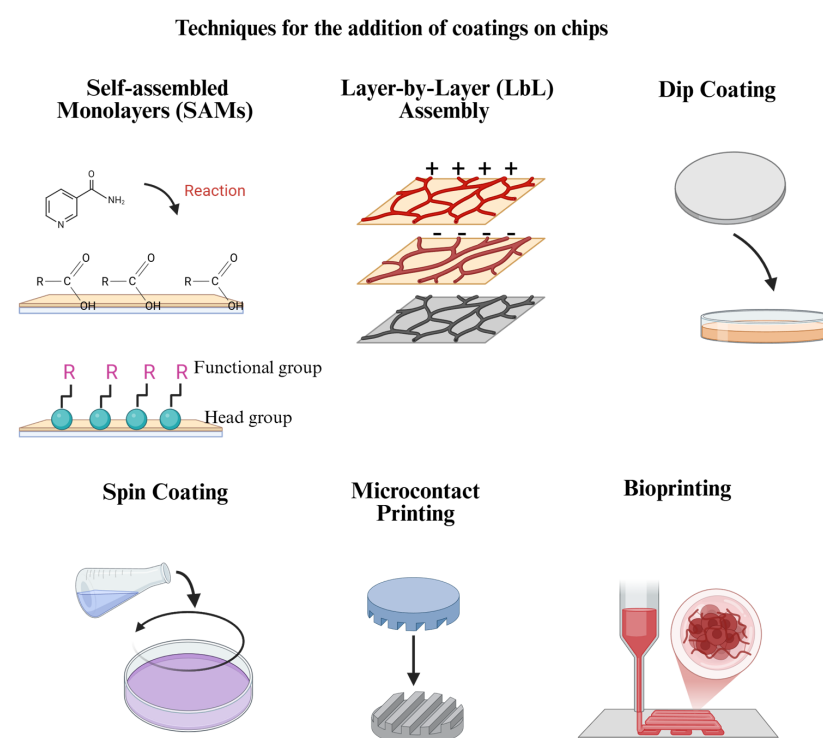 Techniques for the addition of coatings on chips
Self-assembled
Monolayers (SAMs)
Layer-by-Layer (LbL)
Assembly
Dip Coating
O
NH₂
N
Reaction
+ + + +
- - - -
O O O
R C R C R C
OH OH OH
R R R R Functional group
Head group
Spin Coating
Microcontact
Printing
Bioprinting